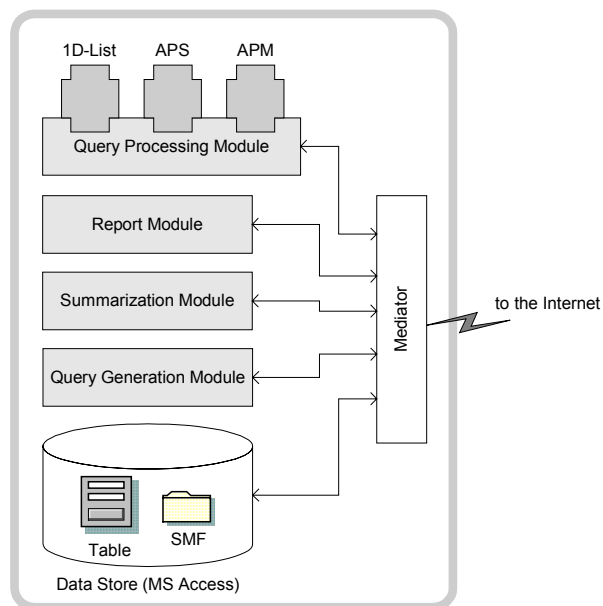 1D-List APS APM
Query Processing Module
Report Module
Summarization Module
Query Generation Module
Mediator
to the Internet
Table
SMF
Data Store (MS Access)